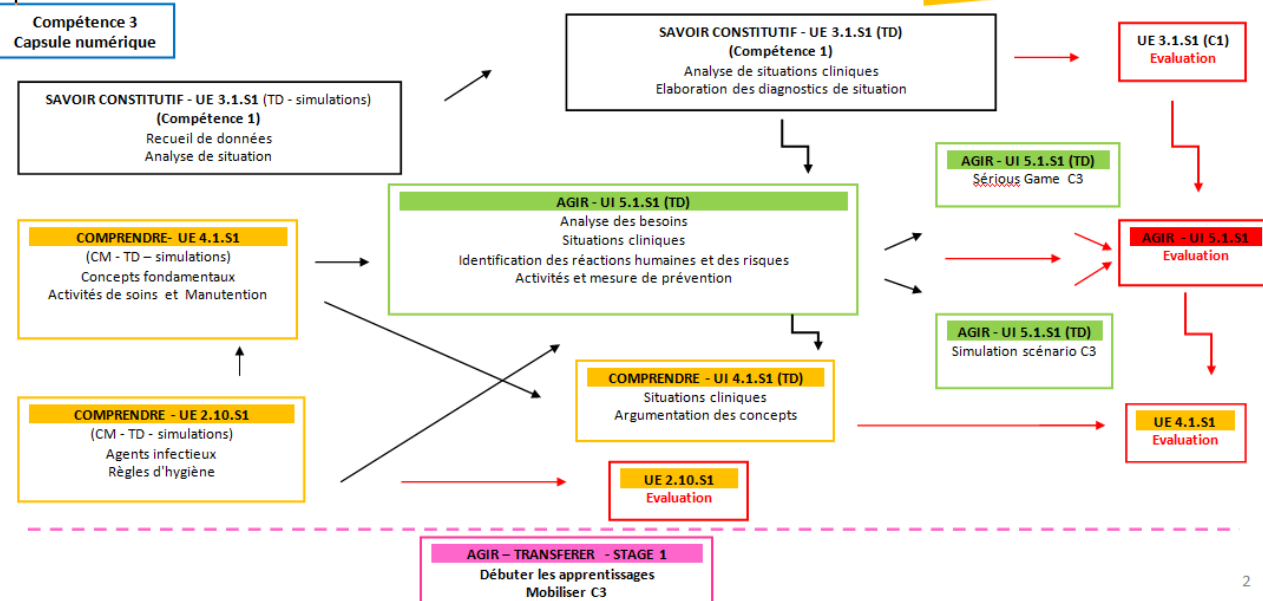 Compétence 3
Capsule numérique
SAVOIR CONSTITUTIF - UE 3.1.S1 (TD)
(Compétence 1)
Analyse de situations cliniques
Elaboration des diagnostics de situation
UE 3.1.S1 (C1)
Evaluation
SAVOIR CONSTITUTIF - UE 3.1.S1 (TD - simulations)
(Compétence 1)
Recueil de données
Analyse de situation
AGIR - UI 5.1.S1 (TD)
Sérious Game C3
AGIR - UI 5.1.S1 (TD)
Analyse des besoins
Situations cliniques
Identification des réactions humaines et des risques
Activités et mesure de prévention
COMPRENDRE- UE 4.1.S1
(CM - TD – simulations)
Concepts fondamentaux
Activités de soins et Manutention
AGIR - UI 5.1.S1
Evaluation
AGIR - UI 5.1.S1 (TD)
Simulation scénario C3
COMPRENDRE - UI 4.1.S1 (TD)
Situations cliniques
Argumentation des concepts
COMPRENDRE - UE 2.10.S1
(CM - TD - simulations)
Agents infectieux
Règles d'hygiène
UE 4.1.S1
Evaluation
UE 2.10.S1
Evaluation
AGIR – TRANSFERER - STAGE 1
Débuter les apprentissages
Mobiliser C3
2